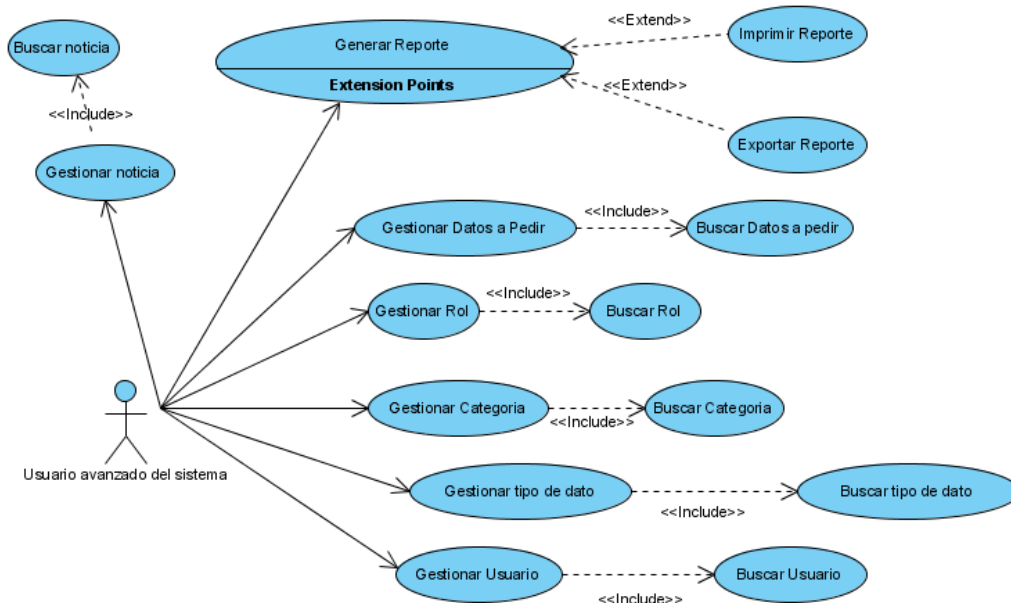 Buscar noticia
<<Include>>
Gestionar noticia
Generar Reporte
Extension Points
<<Extend>>
Imprimir Reporte
<<Extend>>
Exportar Reporte
Gestionar Datos a Pedir
<<Include>>
Buscar Datos a pedir
Gestionar Rol
<<Include>>
Buscar Rol
Gestionar Categoria
<<Include>>
Buscar Categoria
Usuario avanzado del sistema
Gestionar tipo de dato
<<Include>>
Buscar tipo de dato
Gestionar Usuario
<<Include>>
Buscar Usuario